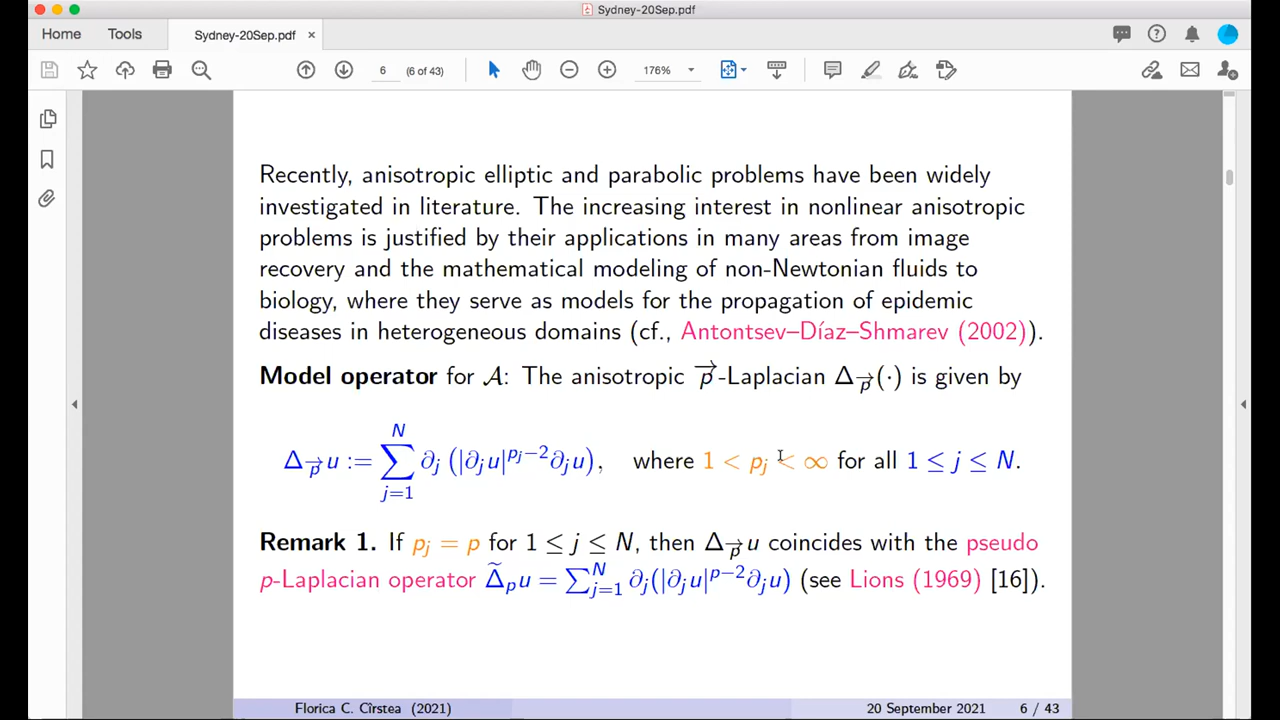 Sydney-20Sep.pdf
Home Tools Sydney-20Sep.pdf ×
6 (6 of 43) 176%
Recently, anisotropic elliptic and parabolic problems have been widely
investigated in literature. The increasing interest in nonlinear anisotropic
problems is justified by their applications in many areas from image
recovery and the mathematical modeling of non-Newtonian fluids to
biology, where they serve as models for the propagation of epidemic
diseases in heterogeneous domains (cf., Antontsev–Díaz–Shmarev (2002)).
Model operator for 𝒜: The anisotropic p⃗-Laplacian Δ_p⃗(·) is given by
Δ_p⃗ u := ∑_{j=1}^{N} ∂_j (|∂_j u|^{p_j−2} ∂_j u), where 1 < p_j < ∞ for all 1 ≤ j ≤ N.
Remark 1. If p_j = p for 1 ≤ j ≤ N, then Δ_p⃗ u coincides with the pseudo
p-Laplacian operator Δ̃_p u = ∑_{j=1}^{N} ∂_j(|∂_j u|^{p−2} ∂_j u) (see Lions (1969) [16]).
Florica C. Cîrstea (2021) 20 September 2021 6 / 43